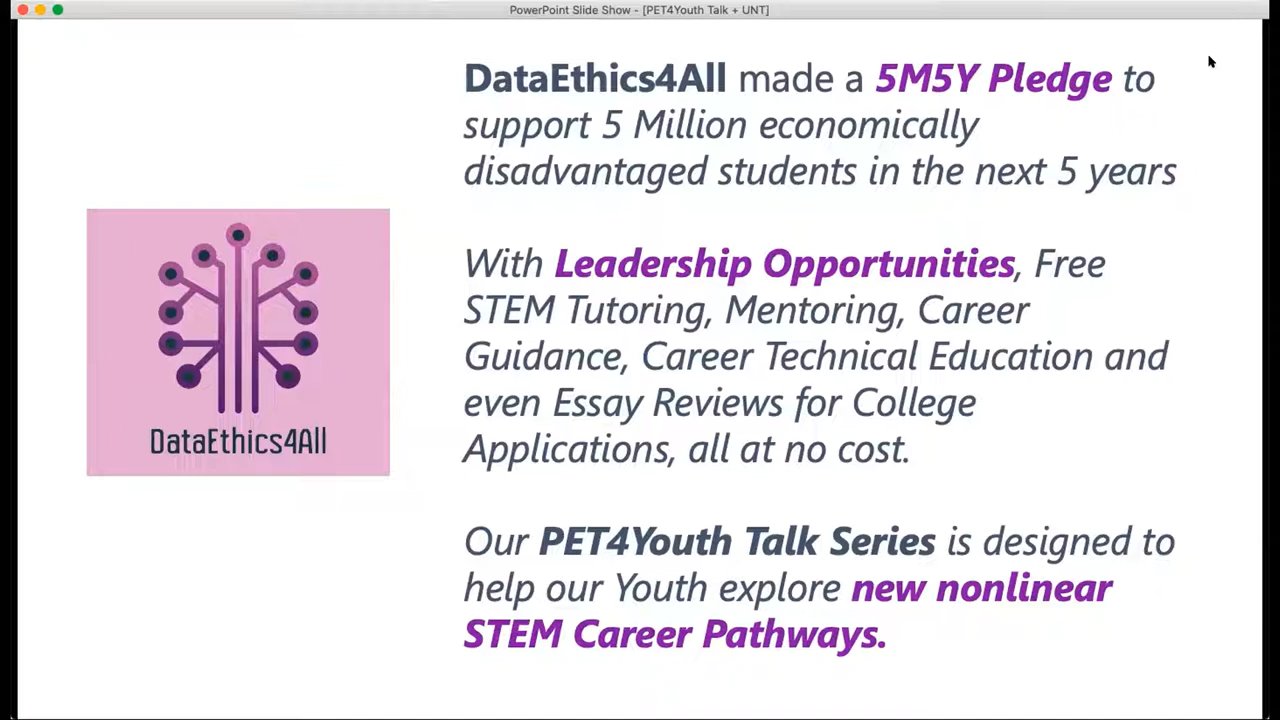 PowerPoint Slide Show - [PET4Youth Talk + UNT]
DataEthics4All made a 5M5Y Pledge to
support 5 Million economically
disadvantaged students in the next 5 years
With Leadership Opportunities, Free
STEM Tutoring, Mentoring, Career
Guidance, Career Technical Education and
even Essay Reviews for College
Applications, all at no cost.
Our PET4Youth Talk Series is designed to
help our Youth explore new nonlinear
STEM Career Pathways.
DataEthics4All